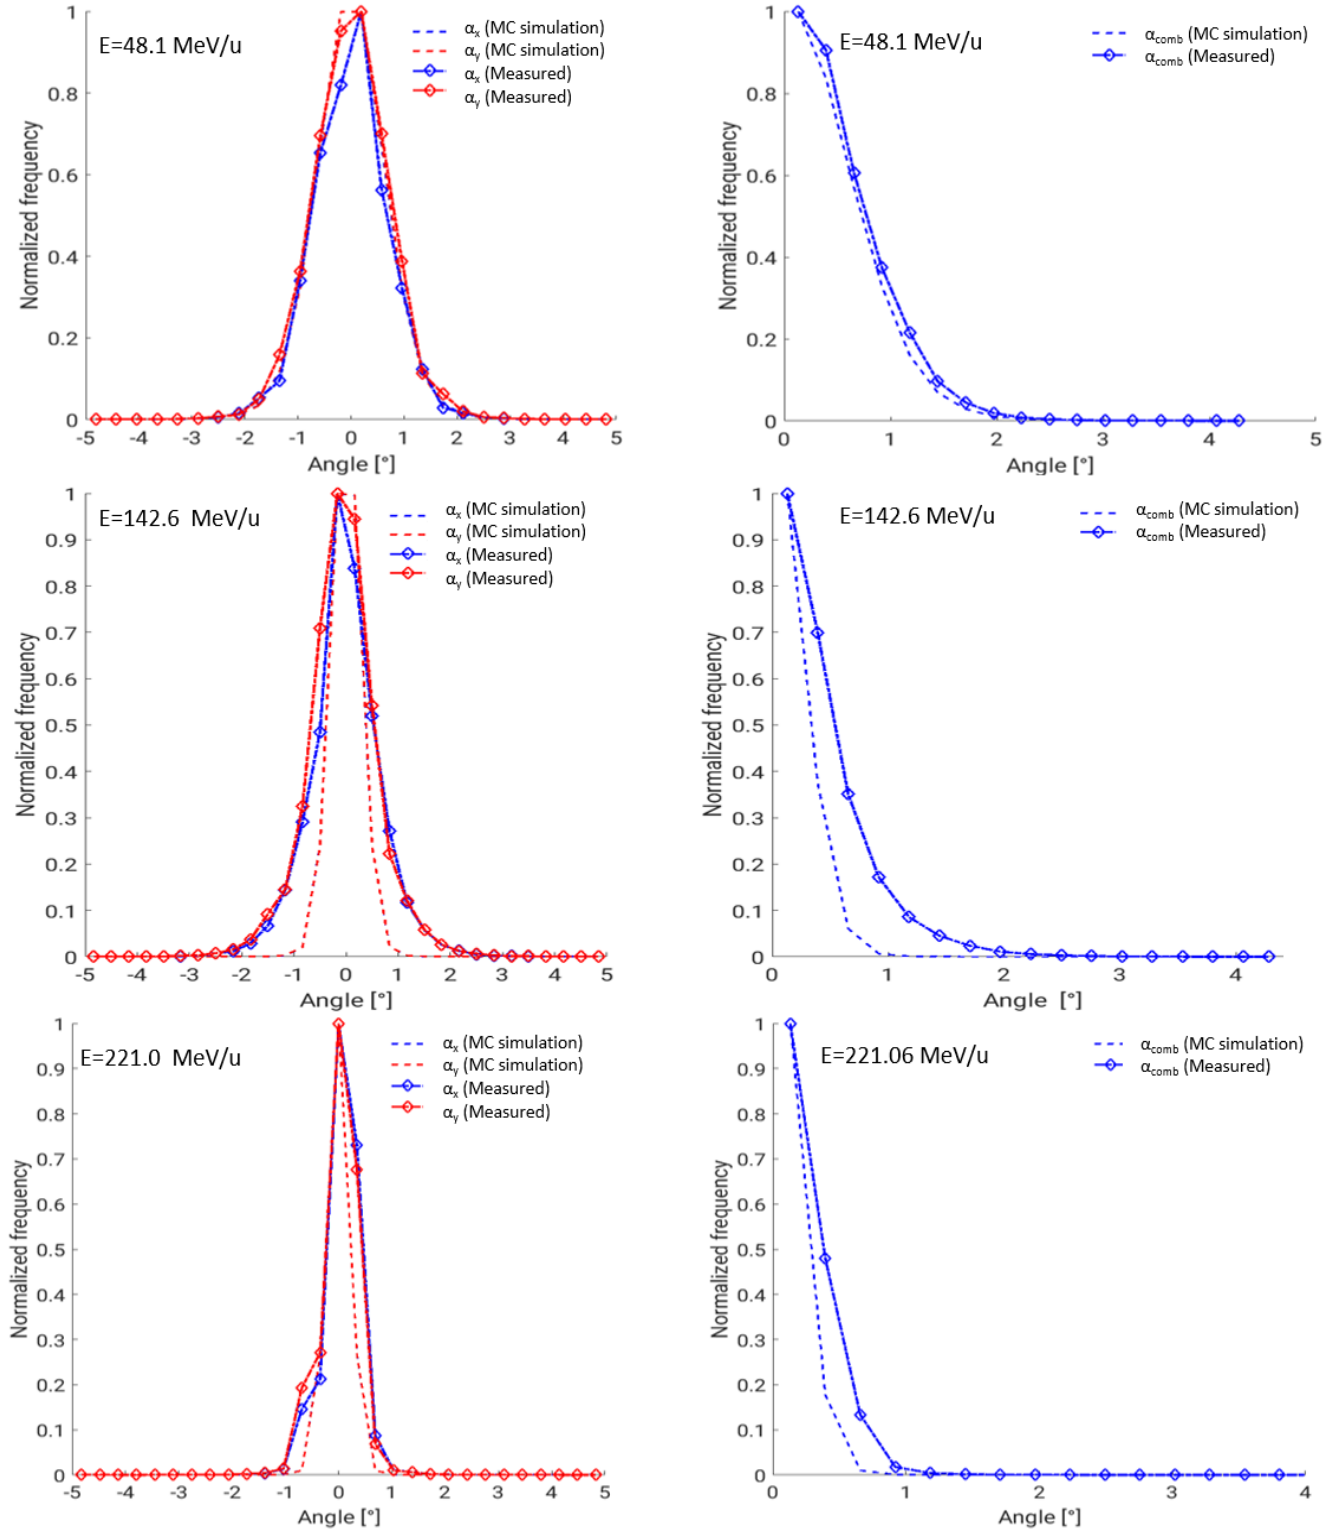 E=48.1 MeV/u
αx (MC simulation)
αy (MC simulation)
αx (Measured)
αy (Measured)
Normalized frequency
1
0.8
0.6
0.4
0.2
0
-5 -4 -3 -2 -1 0 1 2 3 4 5
Angle [°]
E=48.1 MeV/u
αcomb (MC simulation)
αcomb (Measured)
Normalized frequency
1
0.8
0.6
0.4
0.2
0
0 1 2 3 4 5
Angle [°]
E=142.6 MeV/u
αx (MC simulation)
αy (MC simulation)
αx (Measured)
αy (Measured)
Normalized frequency
1
0.9
0.8
0.7
0.6
0.5
0.4
0.3
0.2
0.1
0
-5 -4 -3 -2 -1 0 1 2 3 4 5
Angle [°]
E=142.6 MeV/u
αcomb (MC simulation)
αcomb (Measured)
Normalized frequency
1
0.9
0.8
0.7
0.6
0.5
0.4
0.3
0.2
0.1
0
0 1 2 3 4
Angle [°]
E=221.0 MeV/u
αx (MC simulation)
αy (MC simulation)
αx (Measured)
αy (Measured)
Normalized frequency
1
0.9
0.8
0.7
0.6
0.5
0.4
0.3
0.2
0.1
0
-5 -4 -3 -2 -1 0 1 2 3 4 5
Angle [°]
E=221.06 MeV/u
αcomb (MC simulation)
αcomb (Measured)
Normalized frequency
1
0.9
0.8
0.7
0.6
0.5
0.4
0.3
0.2
0.1
0
0 1 2 3 4
Angle [°]